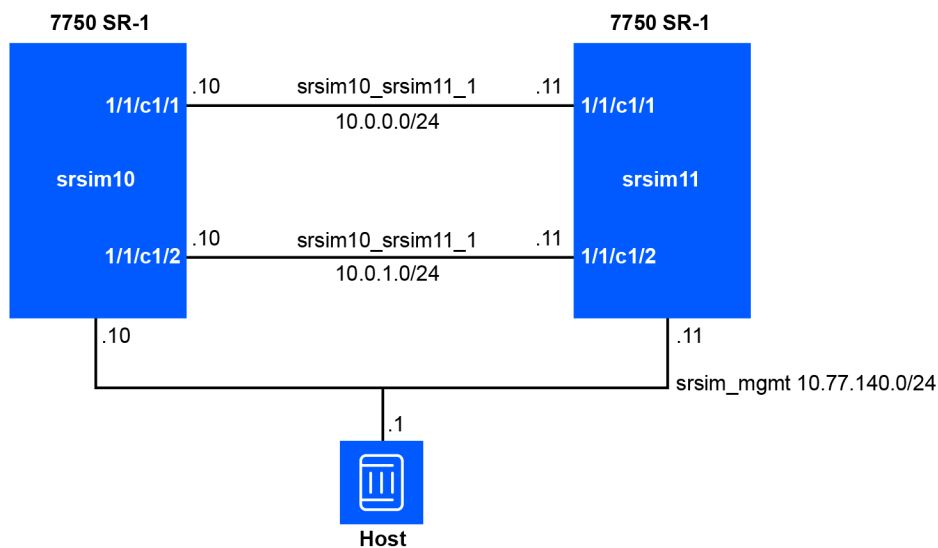 7750 SR-1
7750 SR-1
.10
srsim10_srsim11_1
.11
1/1/c1/1
10.0.0.0/24
1/1/c1/1
srsim10
srsim11
.10
srsim10_srsim11_1
.11
1/1/c1/2
10.0.1.0/24
1/1/c1/2
.10
.11
srsim_mgmt 10.77.140.0/24
.1
Host